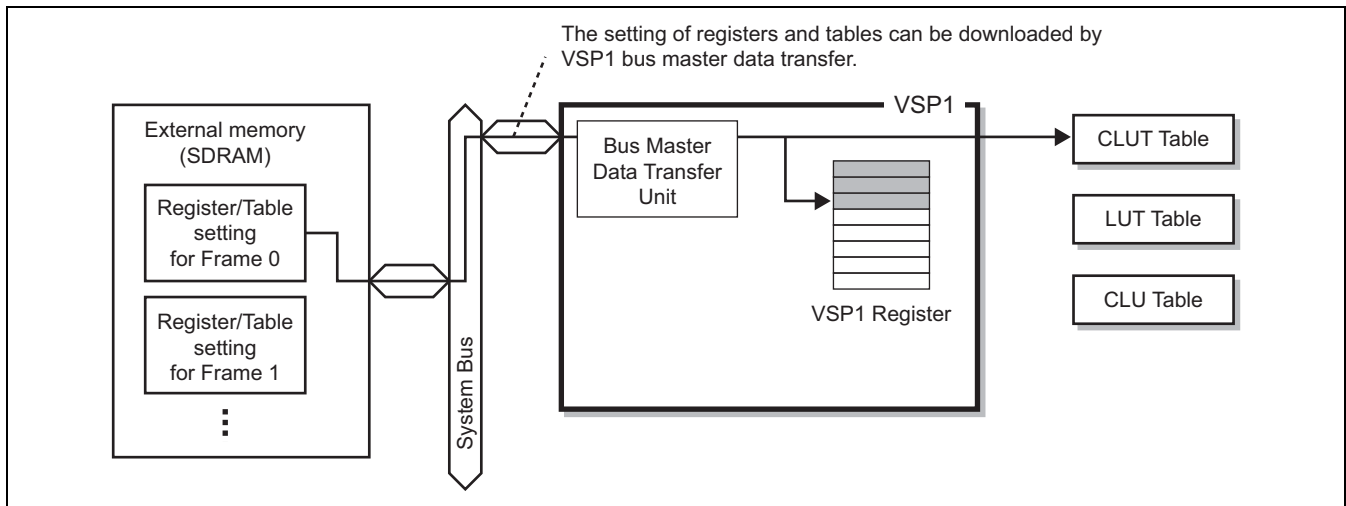 The setting of registers and tables can be downloaded by
VSP1 bus master data transfer.
External memory
(SDRAM)
Register/Table
setting
for Frame 0
Register/Table
setting
for Frame 1
System Bus
VSP1
Bus Master
Data Transfer
Unit
VSP1 Register
CLUT Table
LUT Table
CLU Table